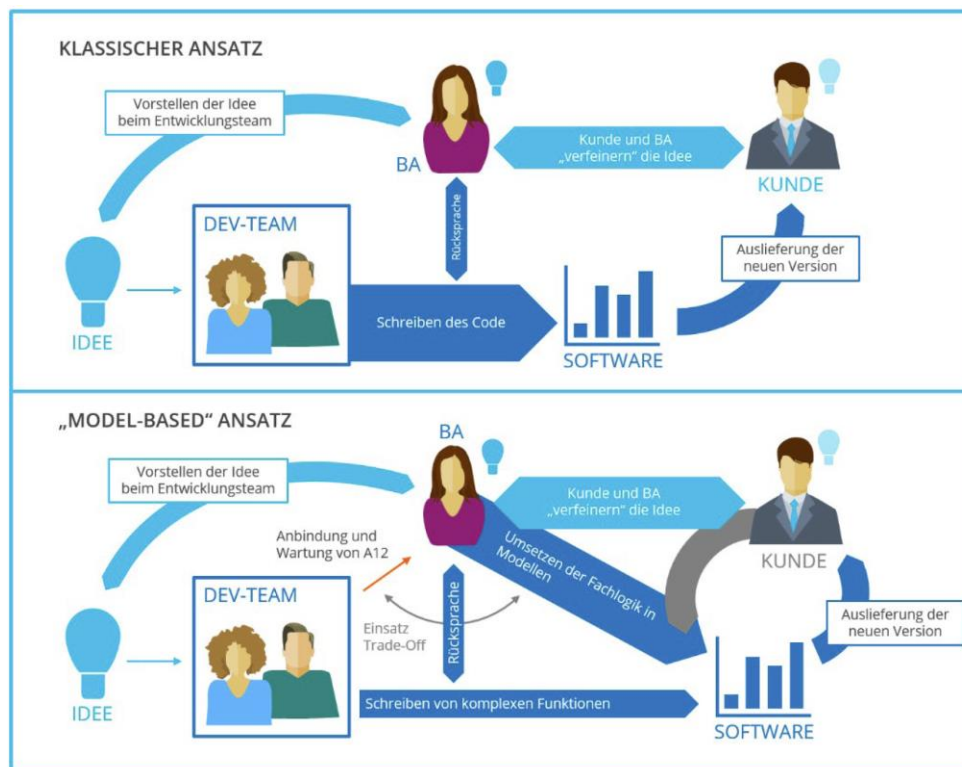 KLASSISCHER ANSATZ
Vorstellen der Idee
beim Entwicklungsteam
BA
Kunde und BA
„verfeinern“ die Idee
KUNDE
DEV-TEAM
Rücksprache
Auslieferung der
neuen Version
IDEE
Schreiben des Code
SOFTWARE
„MODEL-BASED“ ANSATZ
BA
Vorstellen der Idee
beim Entwicklungsteam
Kunde und BA
„verfeinern“ die Idee
Anbindung und
Wartung von A12
Umsetzen der Fachlogik in
Modellen
KUNDE
DEV-TEAM
Einsatz
Trade-Off
Rücksprache
Auslieferung der
neuen Version
IDEE
Schreiben von komplexen Funktionen
SOFTWARE